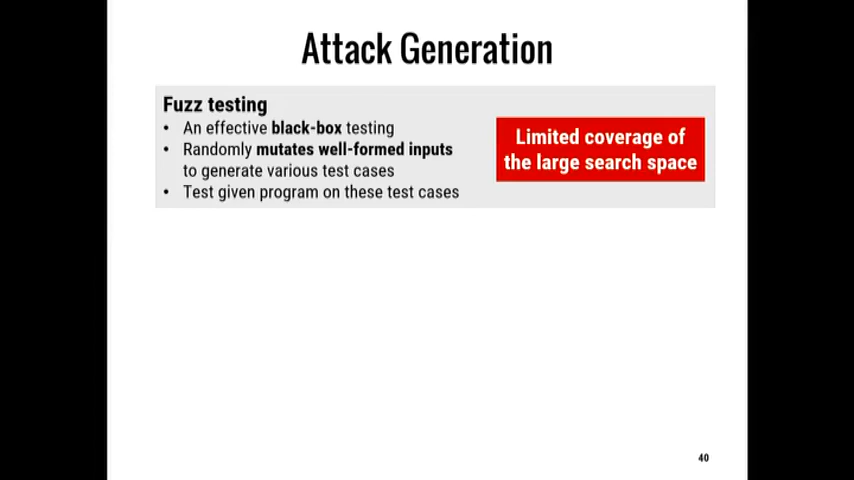 Attack Generation
Fuzz testing
• An effective black-box testing
• Randomly mutates well-formed inputs
to generate various test cases
• Test given program on these test cases
Limited coverage of
the large search space
40